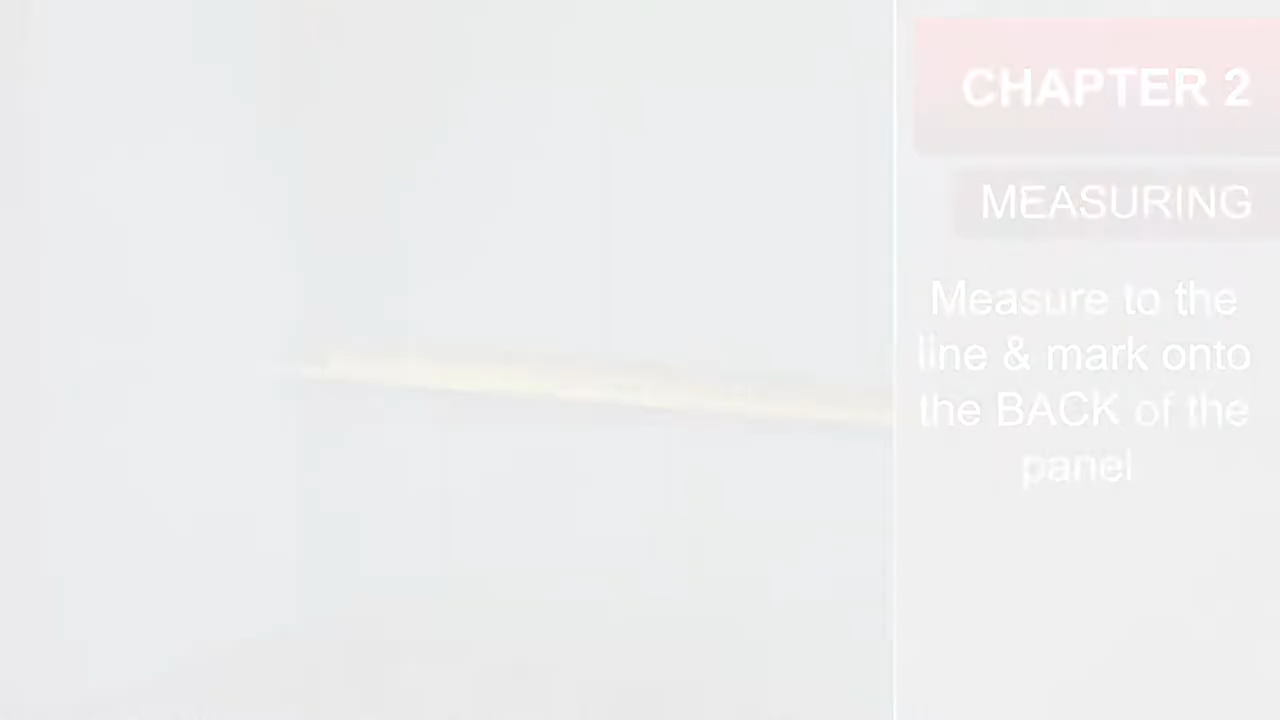 CHAPTER 2
MEASURING
Measure to the
line & mark onto
the BACK of the
panel